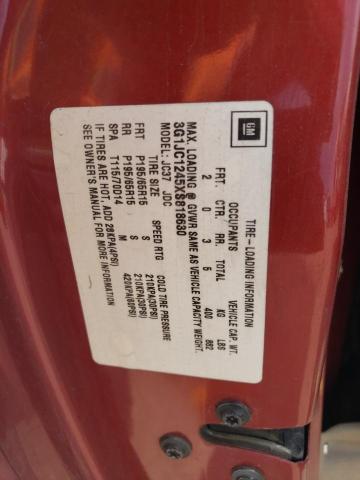 GM
TIRE-LOADING INFORMATION
OCCUPANTS VEHICLE CAP. WT.
FRT. CTR. RR. TOTAL KG LBS
2 0 3 5 400 882
MAX. LOADING @ GVWR SAME AS VEHICLE CAPACITY WEIGHT.
3G1JC1245XS818630
MODEL: JC37 JDC
TIRE SIZE SPEED RTG COLD TIRE PRESSURE
FRT P195/65R15 S 210KPA(30PSI)
RR P195/65R15 S 210KPA(30PSI)
SPA T115/70D14 M 420KPA(60PSI)
IF TIRES ARE HOT, ADD 28KPA(4PSI)
SEE OWNER'S MANUAL FOR MORE INFORMATION